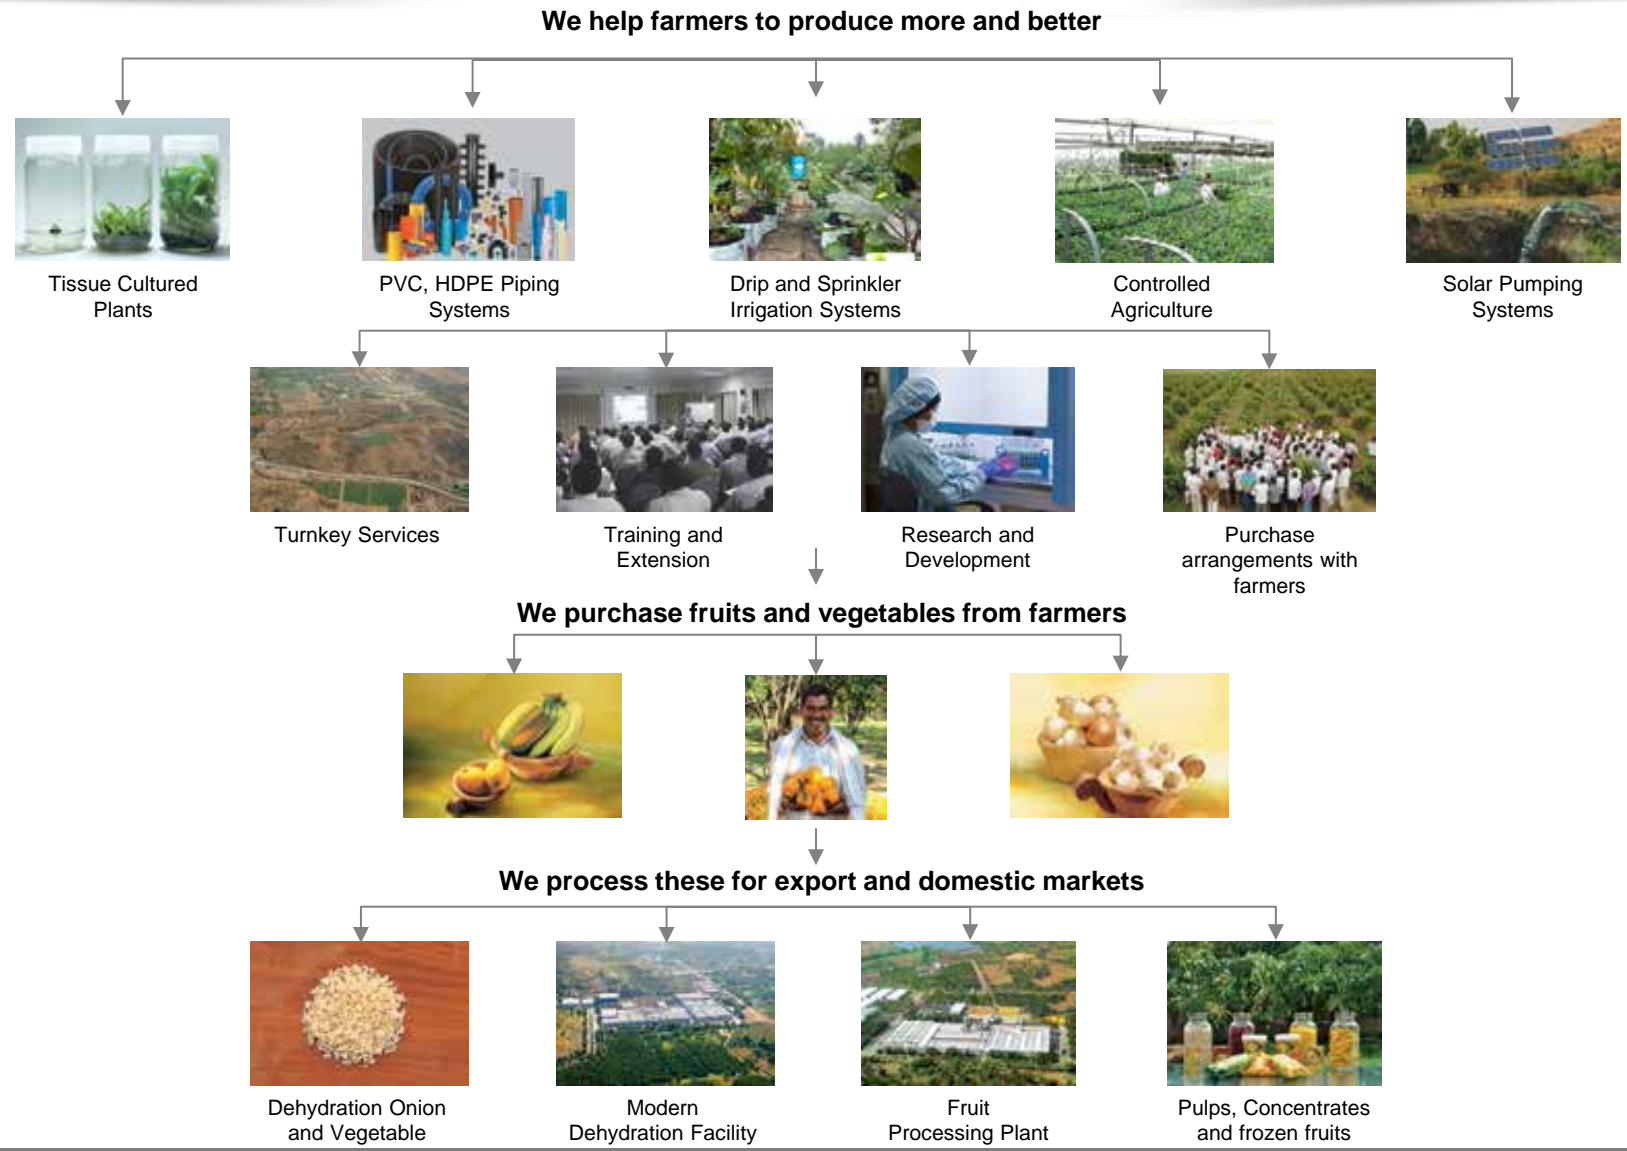 We help farmers to produce more and better
Tissue Cultured
Plants
PVC, HDPE Piping
Systems
Drip and Sprinkler
Irrigation Systems
Controlled
Agriculture
Solar Pumping
Systems
Turnkey Services
Training and
Extension
Research and
Development
Purchase
arrangements with
farmers
We purchase fruits and vegetables from farmers
We process these for export and domestic markets
Dehydration Onion
and Vegetable
Modern
Dehydration Facility
Fruit
Processing Plant
Pulps, Concentrates
and frozen fruits